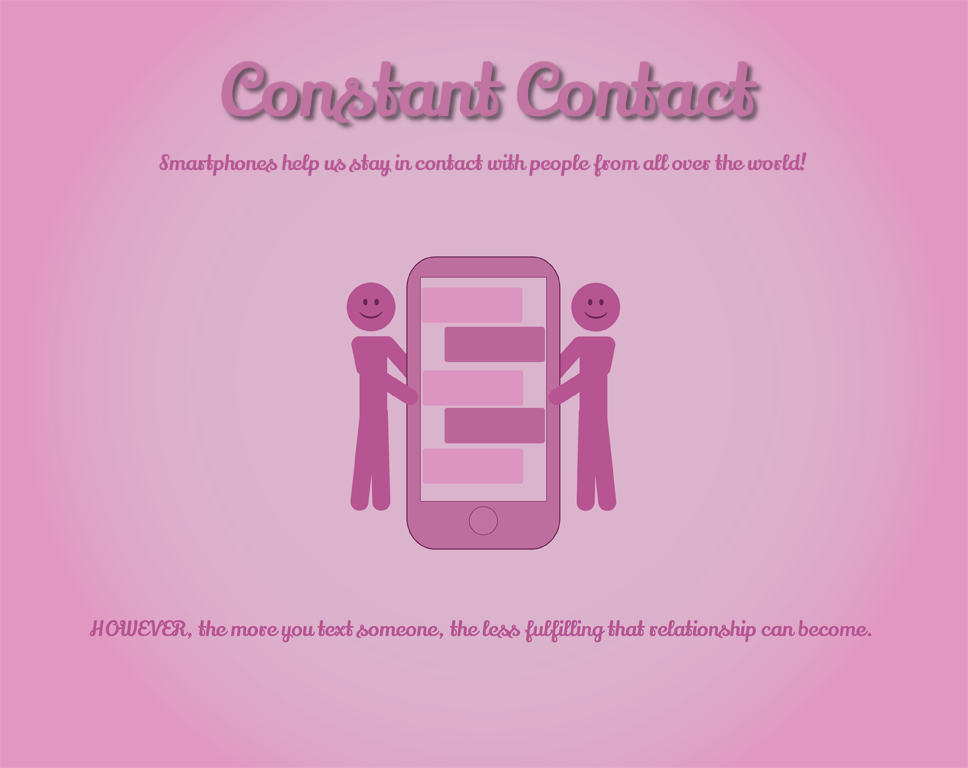 Constant Contact
Smartphones help us stay in contact with people from all over the world!
HOWEVER, the more you text someone, the less fulfilling that relationship can become.